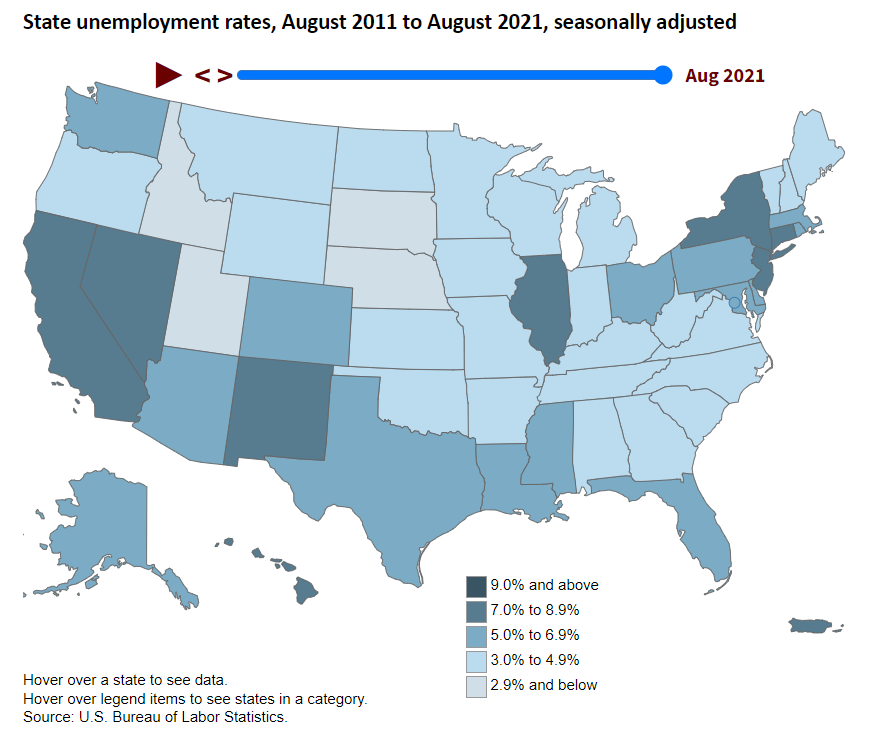 State unemployment rates, August 2011 to August 2021, seasonally adjusted
< > Aug 2021
9.0% and above
7.0% to 8.9%
5.0% to 6.9%
3.0% to 4.9%
2.9% and below
Hover over a state to see data.
Hover over legend items to see states in a category.
Source: U.S. Bureau of Labor Statistics.